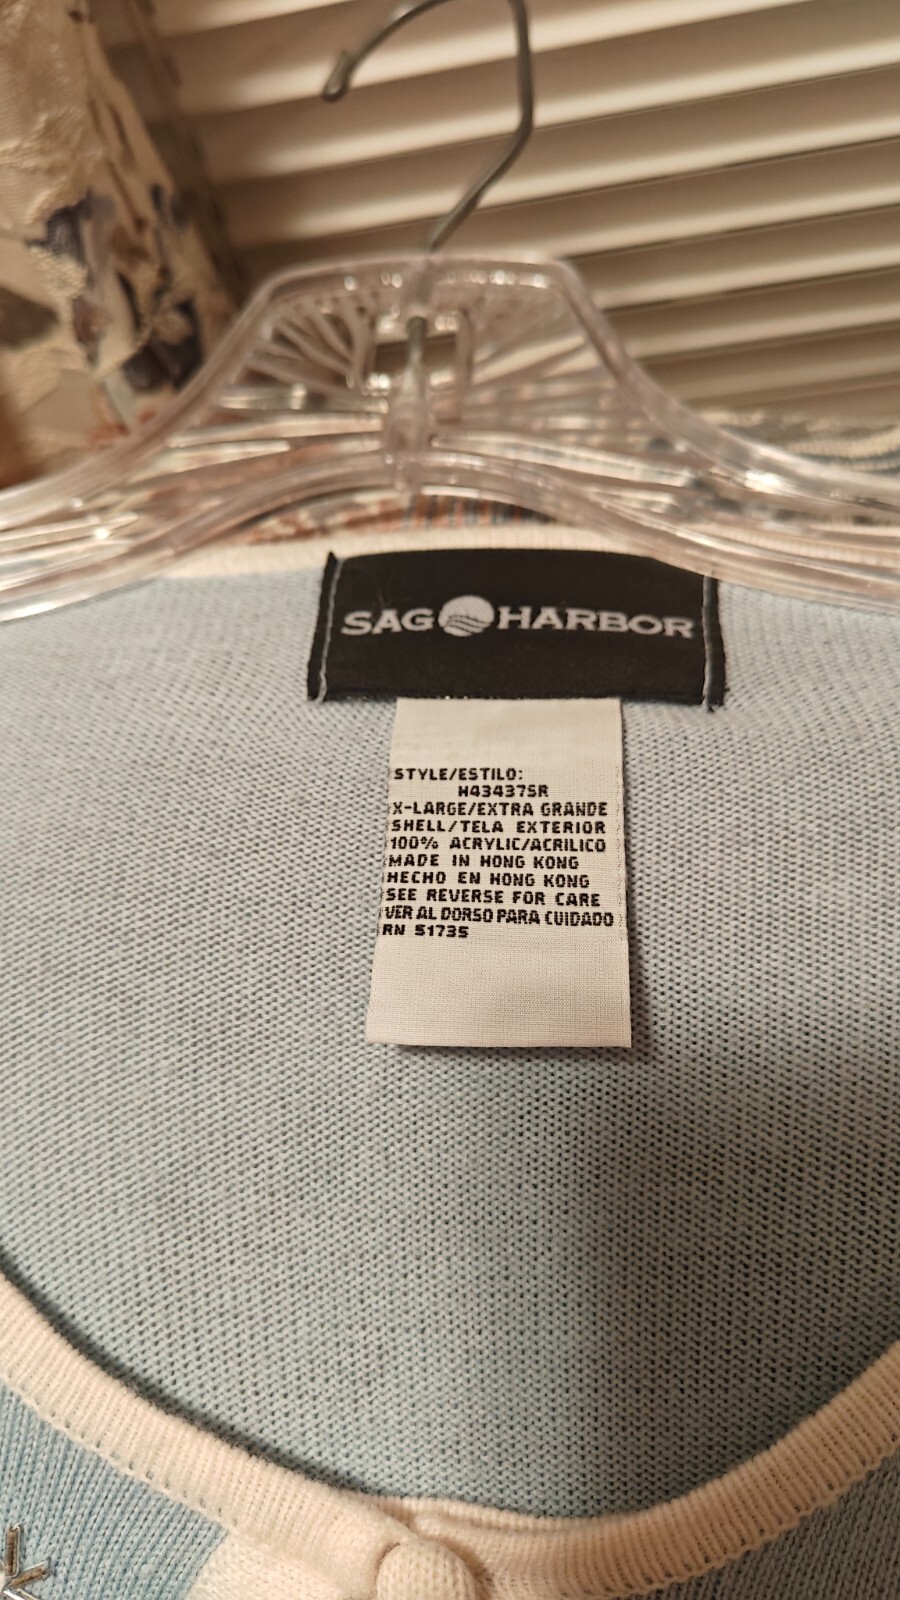 SAG HARBOR
STYLE/ESTILO:
H43437SR
X-LARGE/EXTRA GRANDE
SHELL/TELA EXTERIOR
100% ACRYLIC/ACRILICO
MADE IN HONG KONG
HECHO EN HONG KONG
SEE REVERSE FOR CARE
VER AL DORSO PARA CUIDADO
RN 51735